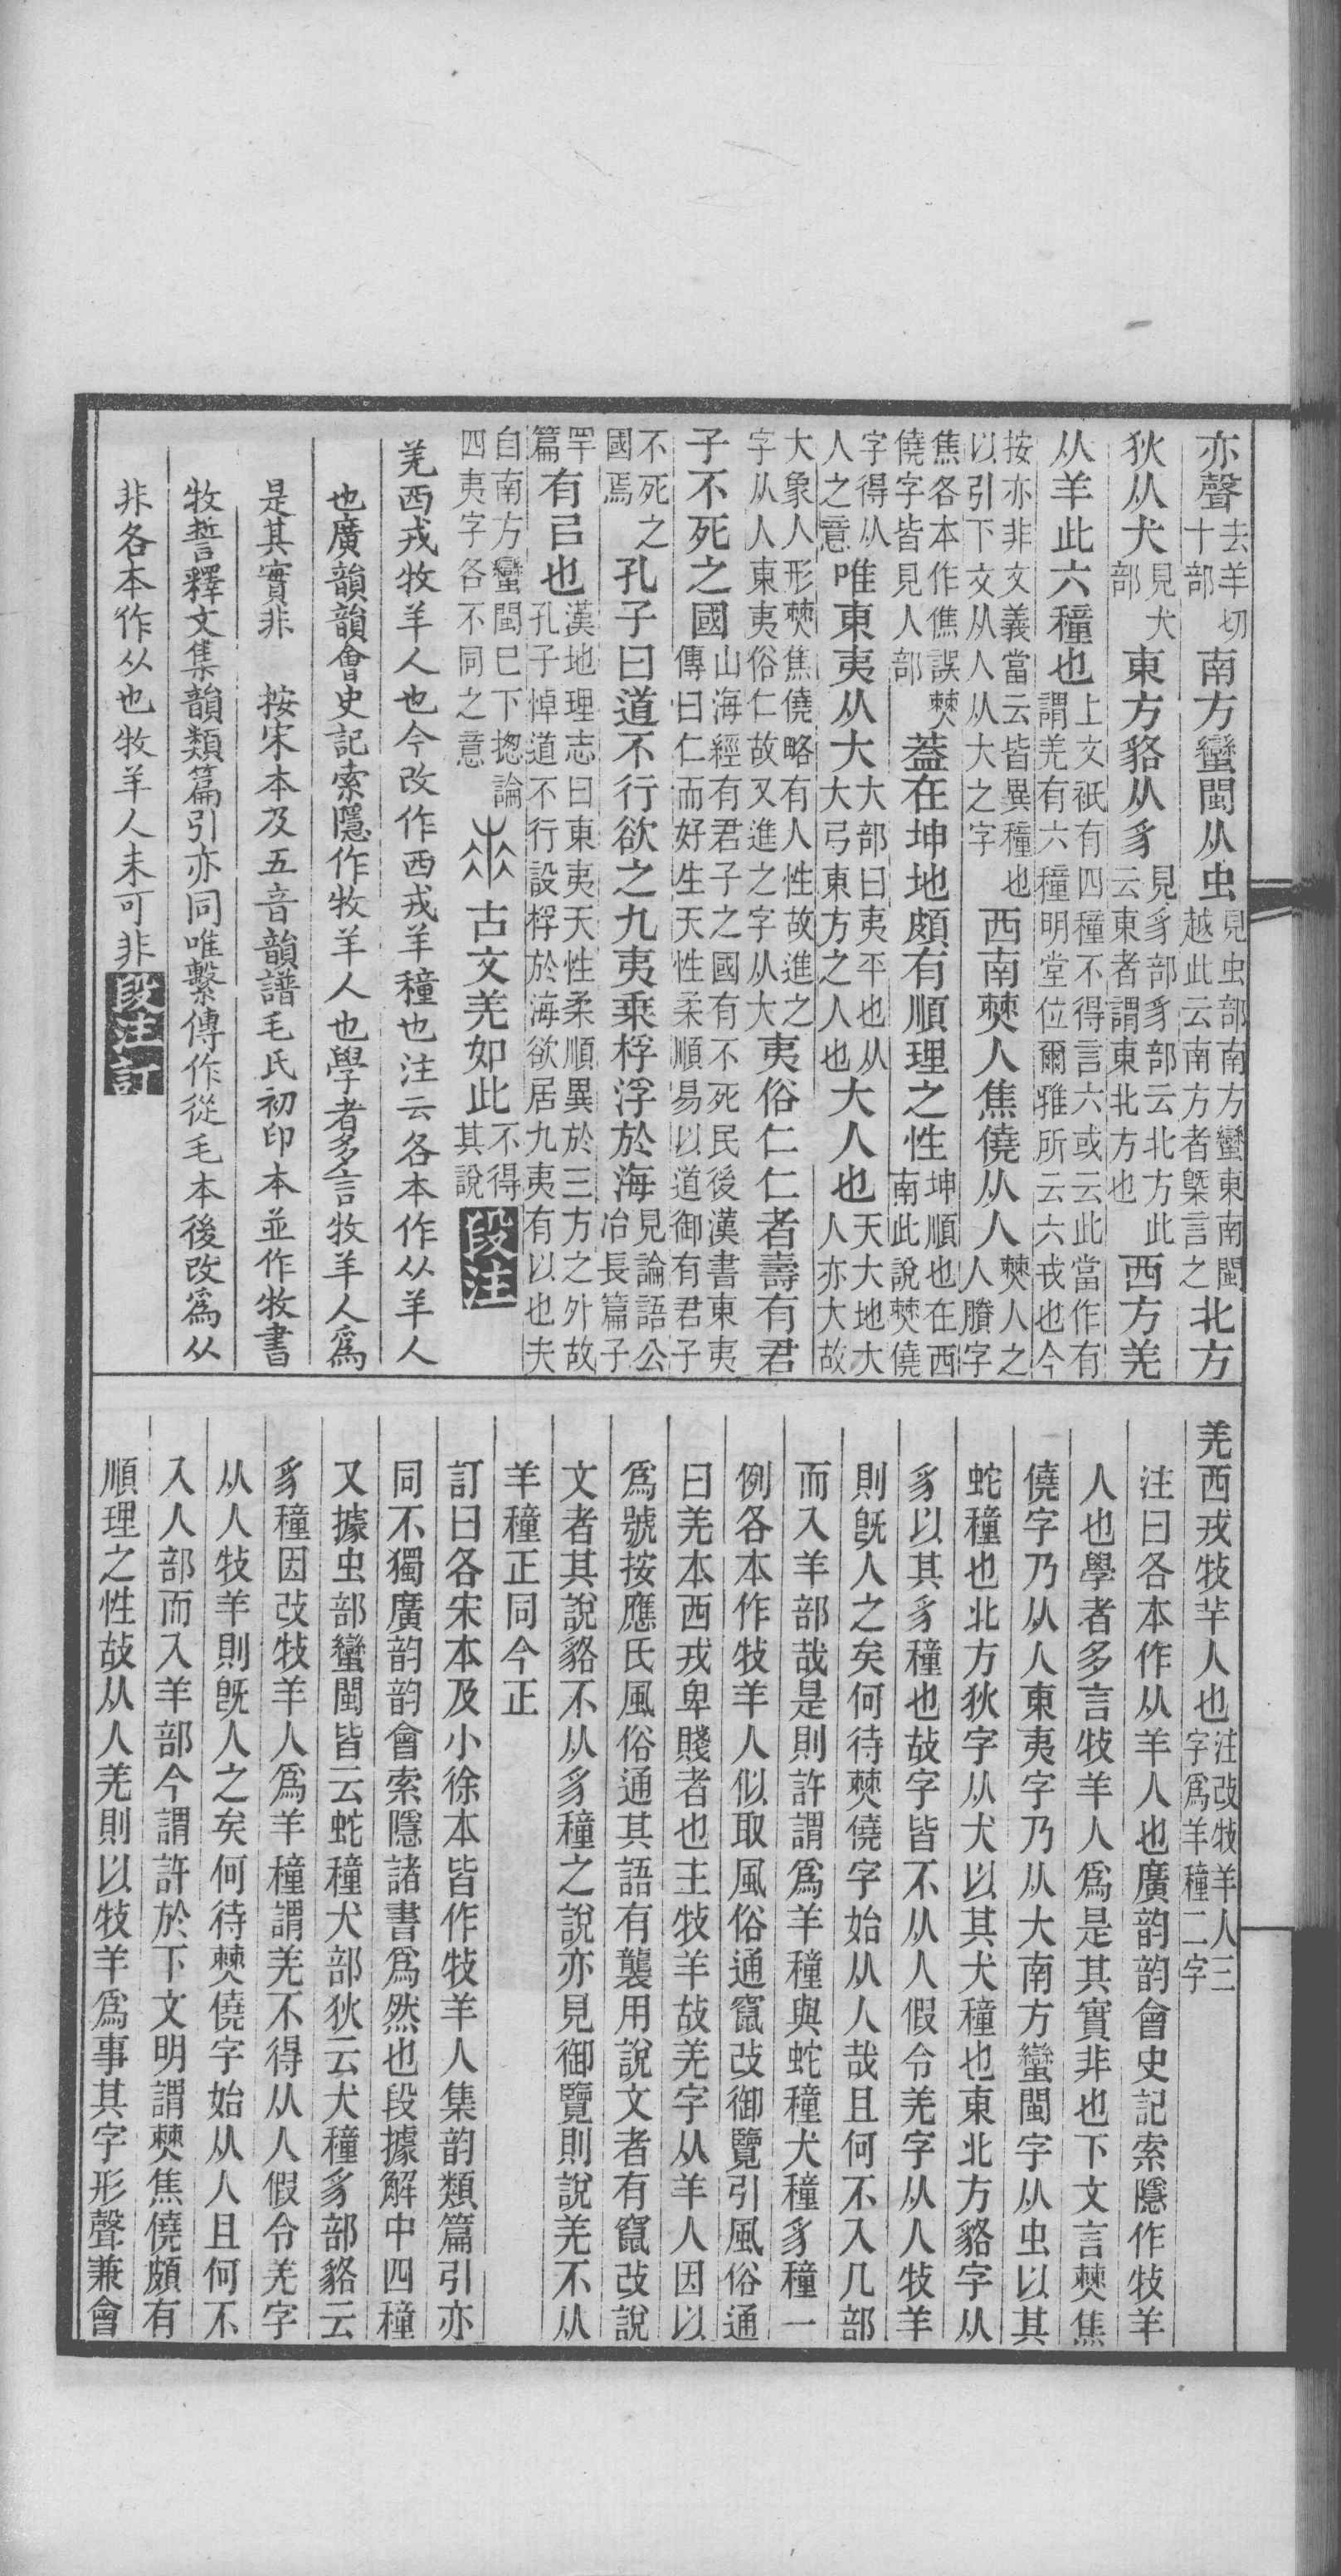 亦聲去羊切十部南方蠻閩从虫見虫部南方蠻東南閩越此云南方者槩言之北方
狄从犬見犬部東方貉从豸見豸部豸部云北方此云東者謂東北方也西方羌
从羊此六種也上文衹有四種不得言六或云此當作有謂羌有六種明堂位爾雅所云六戎也今
按亦非文義當云皆異種也以引下文从人从大之字西南僰人焦僥从人僰人之人賸字
焦各本作僬誤僰僥字皆見人部葢在坤地頗有順理之性坤順也在西南此說僰僥
字得从人之意唯東夷从大大部曰夷平也从大大弓東方之人也大人也天大地大人亦大故
大象人形僰焦僥略有人性故進之字从人東夷俗仁故又進之字从大夷俗仁仁者壽有君
子不死之國山海經有君子之國有不死民後漢書東夷傳曰仁而好生天性柔順易以道御有君子
不死之國焉孔子曰道不行欲之九夷乘桴浮於海見論語公冶長篇子
罕篇有㠯也漢地理志曰東夷天性柔順異於三方之外故孔子悼道不行設桴於海欲居九夷有以也夫
自南方蠻閩已下揔論四夷字各不同之意古文羌如此不得其說段注
羌西戎牧羊人也今改作西戎羊種也注云各本作从羊人
也廣韻韻會史記索隱作牧羊人也學者多言牧羊人爲
是其實非 按宋本及五音韻譜毛氏初印本並作牧書
牧誓釋文集韻類篇引亦同唯繫傳作從毛本後改爲从
非各本作从也牧羊人未可非段注訂
羌西戎牧羊人也注改牧羊人三字爲羊種二字
注曰各本作从羊人也廣韵韵會史記索隱作牧羊
人也學者多言牧羊人爲是其實非也下文言僰焦
僥字乃从人東夷字乃从大南方蠻閩字从虫以其
蛇種也北方狄字从犬以其犬種也東北方貉字从
豸以其豸種也故字皆不从人假令羌字从人牧羊
則旣人之矣何待僰僥字始从人哉且何不入儿部
而入羊部哉是則許謂爲羊種與蛇種犬種豸種一
例各本作牧羊人似取風俗通竄改御覽引風俗通
曰羌本西戎卑賤者也主牧羊故羌字从羊人因以
爲號按應氏風俗通其語有襲用說文者有竄改說
文者其說貉不从豸種之說亦見御覽則說羌不从
羊種正同今正
訂曰各宋本及小徐本皆作牧羊人集韵類篇引亦
同不獨廣韵韵會索隱諸書爲然也段據解中四種
又據虫部蠻閩皆云蛇種犬部狄云犬種豸部貉云
豸種因改牧羊人爲羊種謂羌不得从人假令羌字
从人牧羊則旣人之矣何待僰僥字始从人且何不
入人部而入羊部今謂許於下文明謂僰焦僥頗有
順理之性故从人羌則以牧羊爲事其字形聲兼會